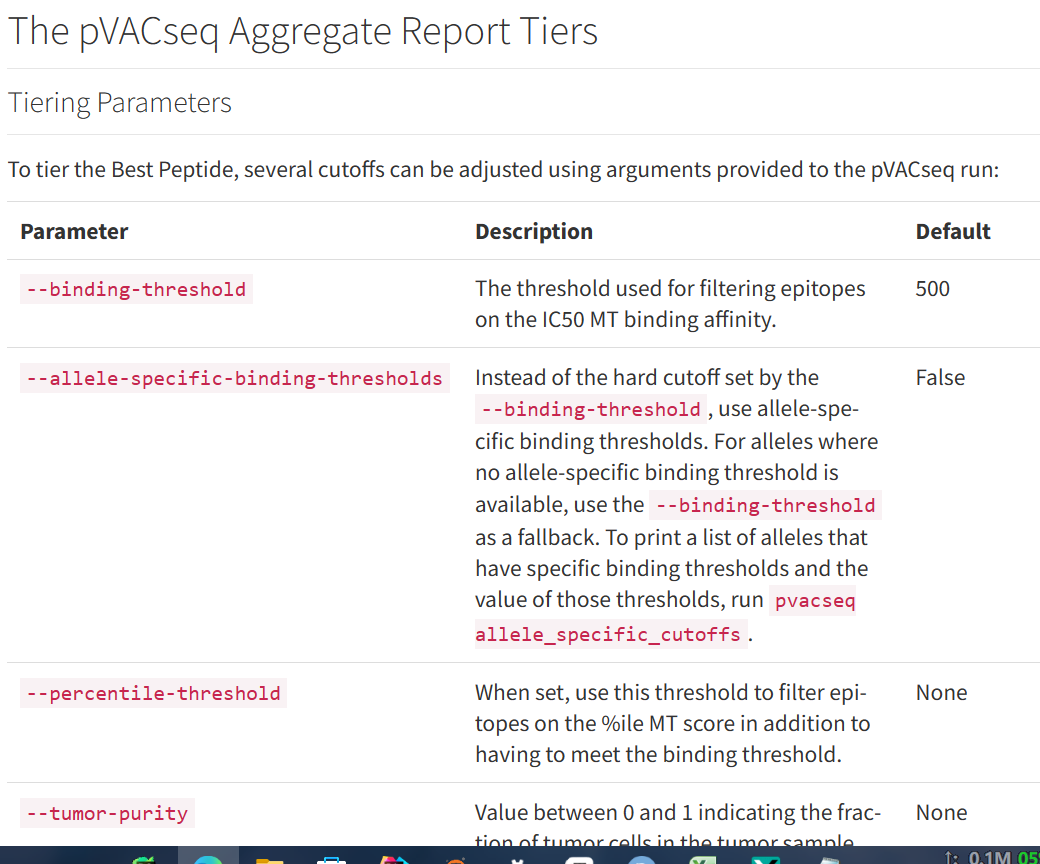 The pVACseq Aggregate Report Tiers
Tiering Parameters
To tier the Best Peptide, several cutoffs can be adjusted using arguments provided to the pVACseq run:
Parameter Description Default
--binding-threshold The threshold used for filtering epitopes 500
on the IC50 MT binding affinity.
--allele-specific-binding-thresholds Instead of the hard cutoff set by the False
--binding-threshold , use allele-spe-
cific binding thresholds. For alleles where
no allele-specific binding threshold is
available, use the --binding-threshold
as a fallback. To print a list of alleles that
have specific binding thresholds and the
value of those thresholds, run pvacseq
allele_specific_cutoffs .
--percentile-threshold When set, use this threshold to filter epi- None
topes on the %ile MT score in addition to
having to meet the binding threshold.
--tumor-purity Value between 0 and 1 indicating the frac- None
tion of tumor cells in the tumor sample.
↑: 0.1M 05